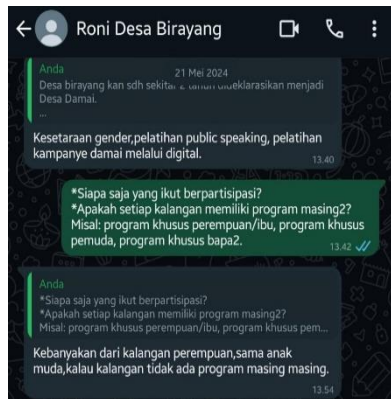 Roni Desa Birayang
Anda
21 Mei 2024
Desa birayang kan sdh sekitar 2 tahun dideklarasikan menjadi
Desa Damai.
...
Kesetaraan gender,pelatihan public speaking, pelatihan
kampanye damai melalui digital.
13.40
*Siapa saja yang ikut berpartisipasi?
*Apakah setiap kalangan memiliki program masing2?
Misal: program khusus perempuan/ibu, program khusus
pemuda, program khusus bapa2.
13.42
Anda
*Siapa saja yang ikut berpartisipasi?
*Apakah setiap kalangan memiliki program masing2?
Misal: program khusus perempuan/ibu, program khusus pem...
Kebanyakan dari kalangan perempuan,sama anak
muda,kalau kalangan tidak ada program masing masing.
13.54